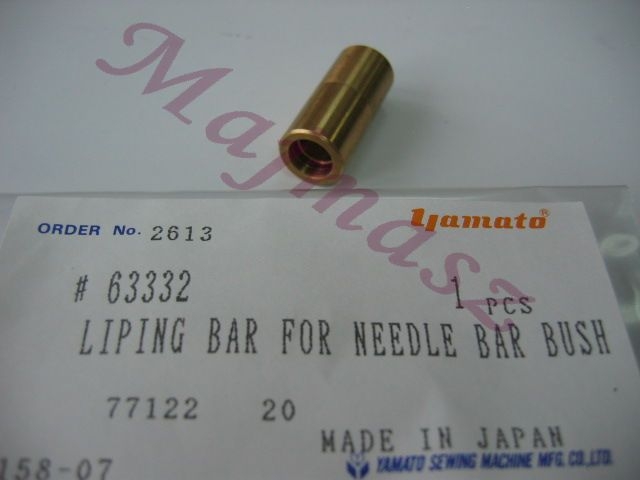 Majmasz
ORDER No. 2613
yamato®
# 63332 1 PCS
LIPING BAR FOR NEEDLE BAR BUSH
77122 20
MADE IN JAPAN
158-07
YAMATO SEWING MACHINE MFG. CO., LTD.